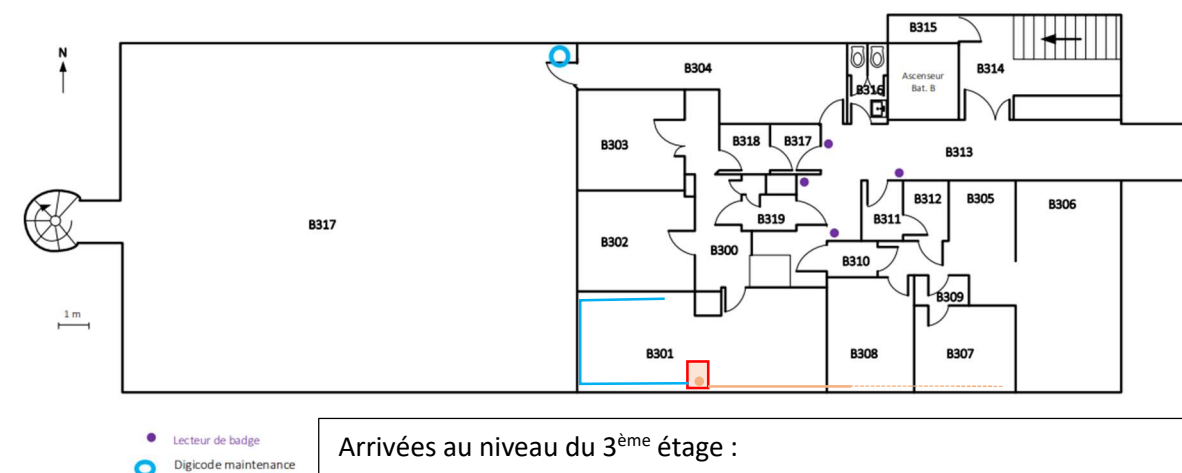 B315
N
B304
B314
Ascenseur
Bat. B
B316
B303
B318
B317
B313
B312
B305
B306
B311
B319
B317
B302
B300
B310
B309
1 m
B301
B308
B307
Lecteur de badge
Digicode maintenance
Arrivées au niveau du 3ème étage :